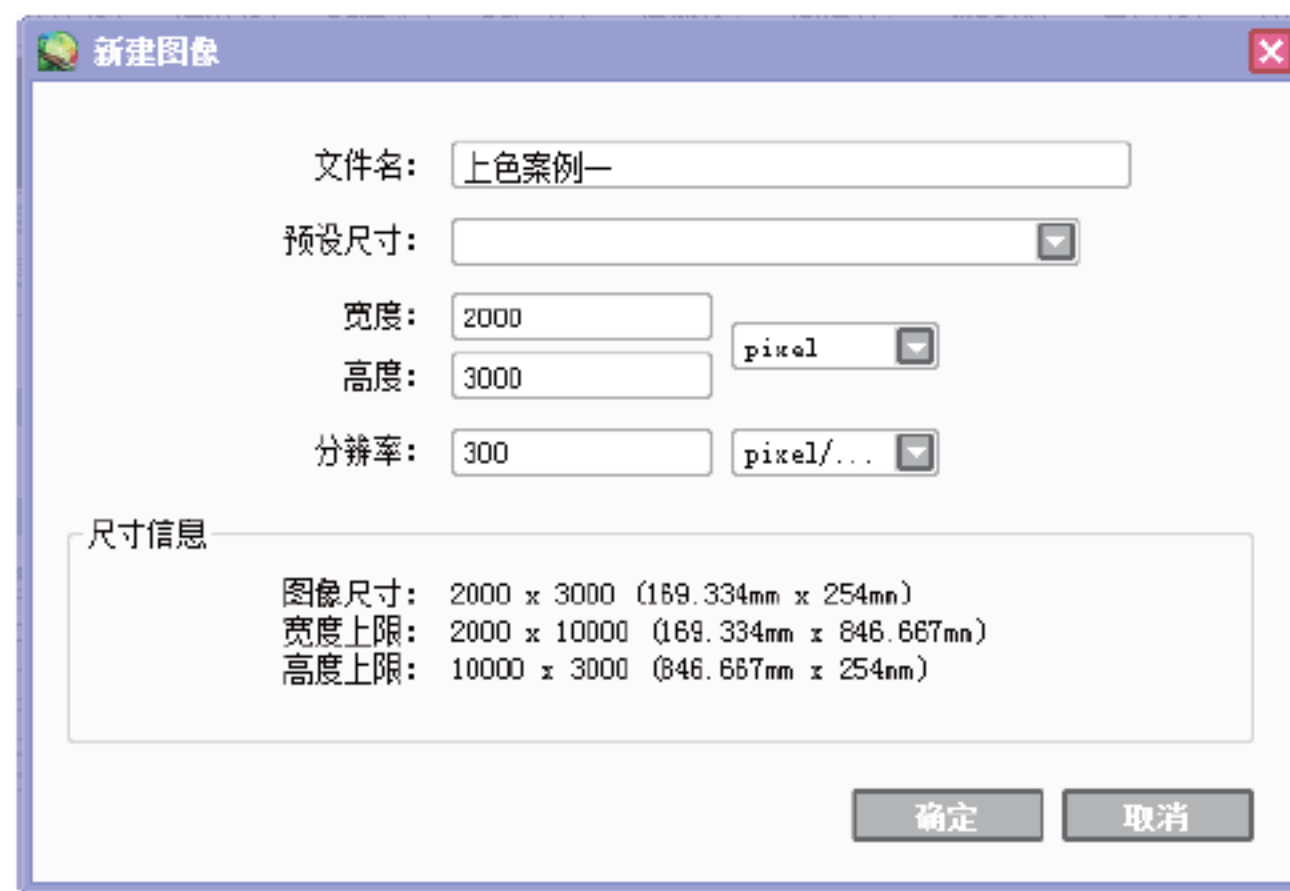 新建图像
文件名: 上色案例一
预设尺寸:
宽度: 2000
pixel
高度: 3000
分辨率: 300 pixel/...
尺寸信息
图像尺寸: 2000 x 3000 (169.334mm x 254mm)
宽度上限: 2000 x 10000 (169.334mm x 846.667mm)
高度上限: 10000 x 3000 (846.667mm x 254mm)
确定 取消